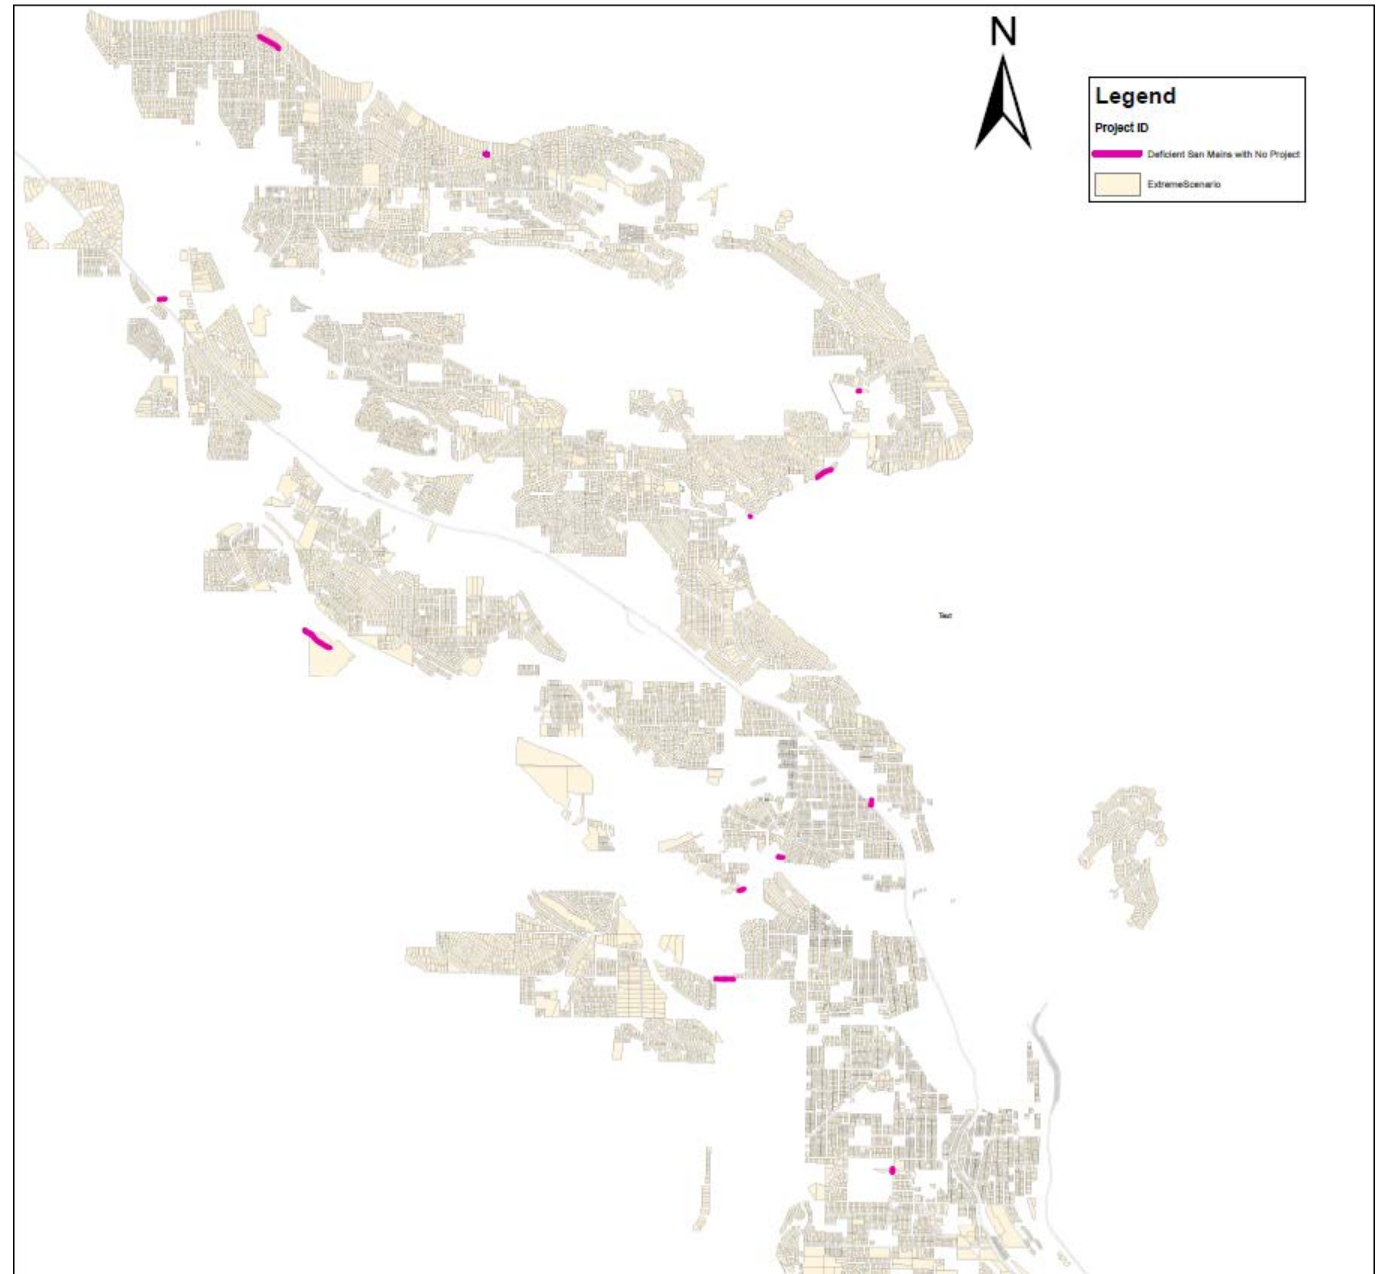 N
Legend
Project ID
Deficient San Mains with No Project
ExtremeScenario
Text